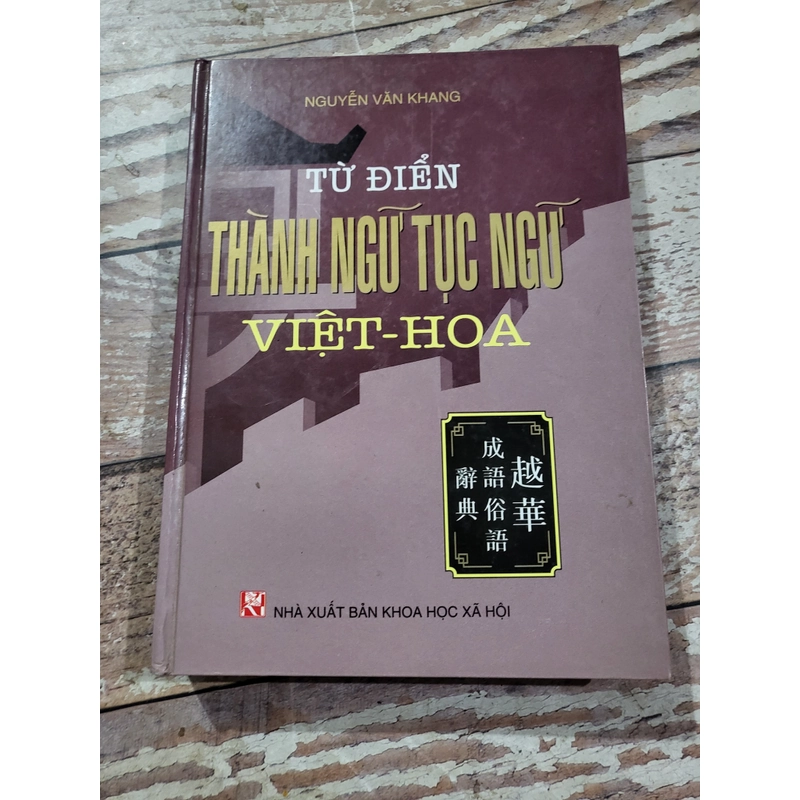 NGUYỄN VĂN KHANG
TỪ ĐIỂN
THÀNH NGỮ TỤC NGỮ
VIỆT-HOA
越華
成語俗語
辭典
NHÀ XUẤT BẢN KHOA HỌC XÃ HỘI